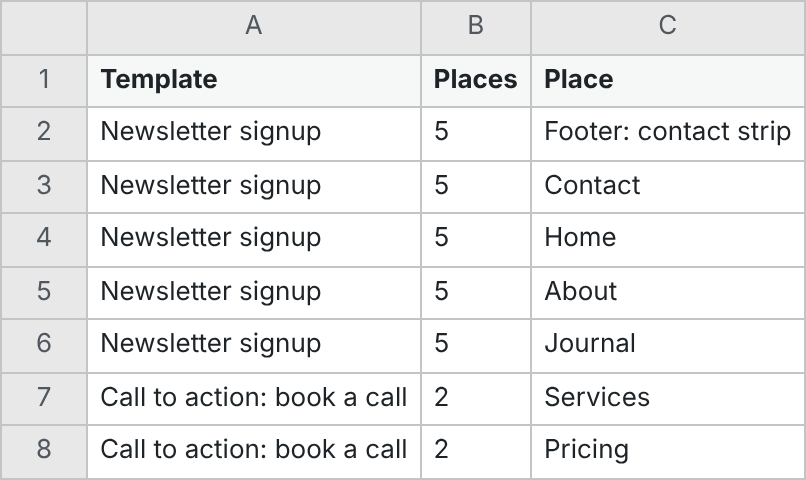 A B C
1 Template Places Place
2 Newsletter signup 5 Footer: contact strip
3 Newsletter signup 5 Contact
4 Newsletter signup 5 Home
5 Newsletter signup 5 About
6 Newsletter signup 5 Journal
7 Call to action: book a call 2 Services
8 Call to action: book a call 2 Pricing